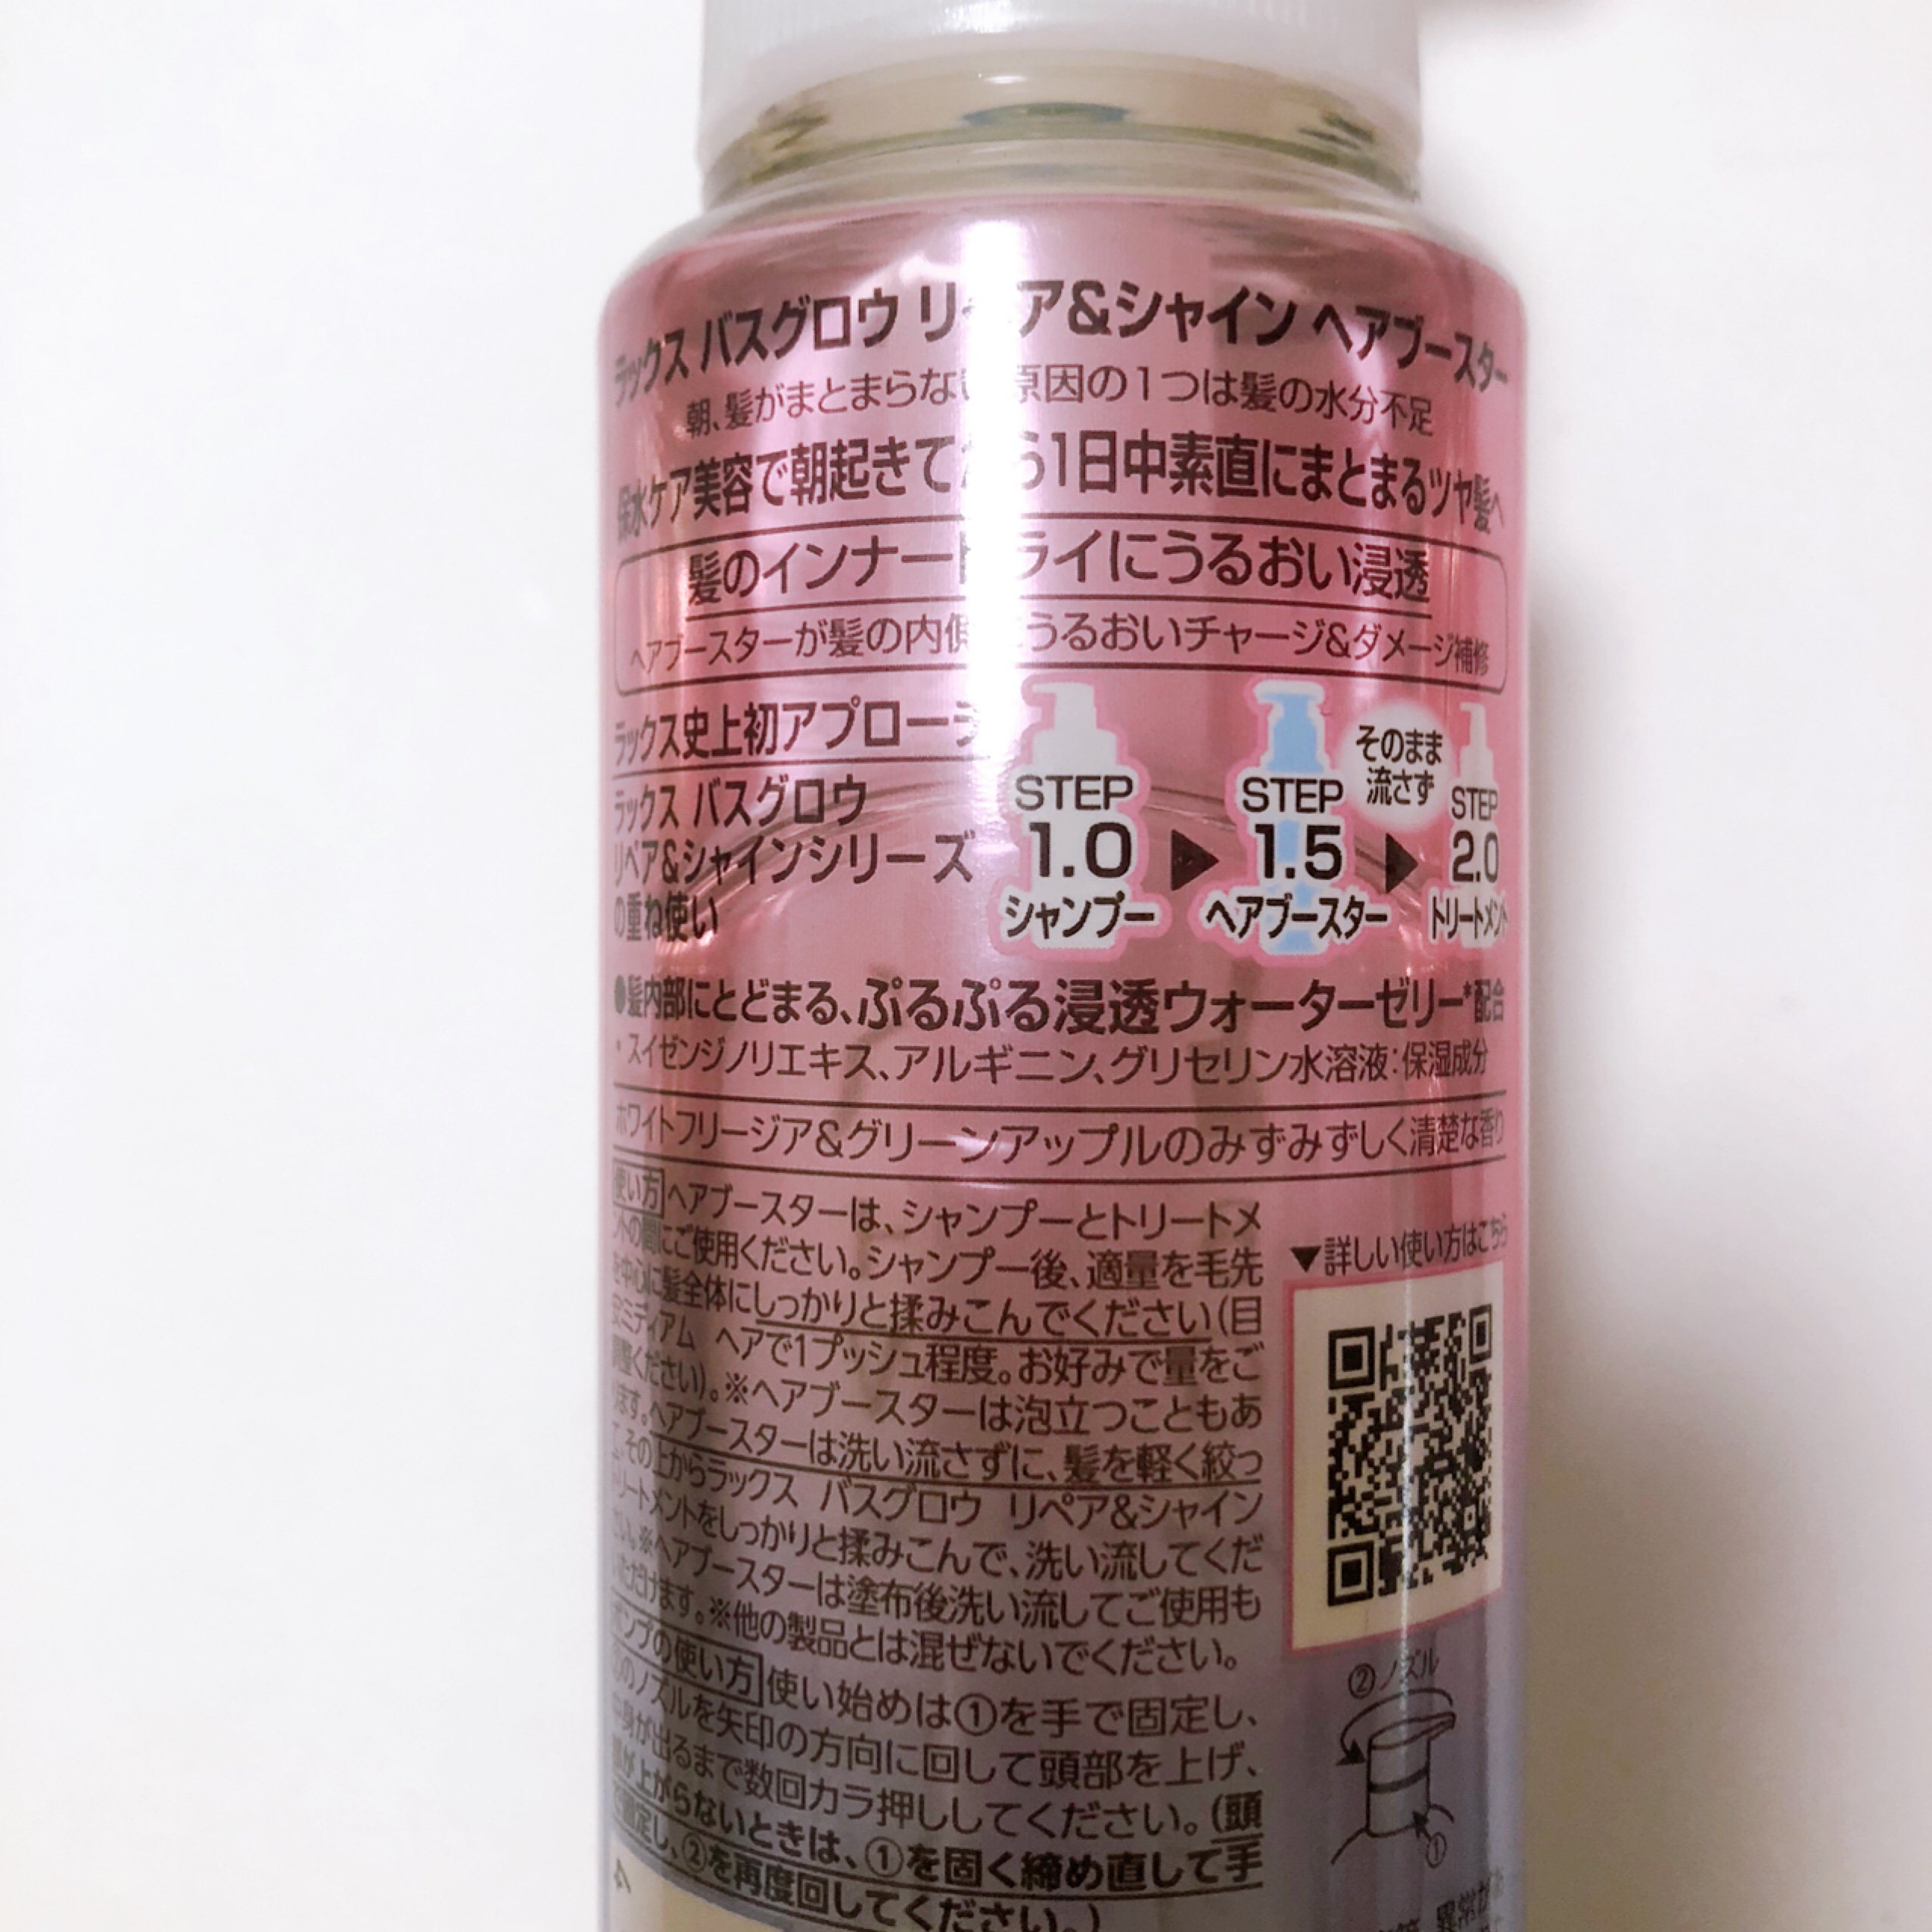 ラックス バスグロウ リペア&シャイン ヘアブースター
朝、髪がまとまらない原因の1つは髪の水分不足
保水ケア美容で朝起きてから1日中素直にまとまるツヤ髪へ
髪のインナードライにうるおい浸透
ヘアブースターが髪の内側にうるおいチャージ&ダメージ補修
ラックス史上初アプローチ
ラックス バスグロウ
リペア&シャインシリーズ
の重ね使い
STEP
1.0
シャンプー
STEP
1.5
ヘアブースター
そのまま
流さず
STEP
2.0
トリートメント
●髪内部にとどまる、ぷるぷる浸透ウォーターゼリー*配合
・スイゼンジノリエキス、アルギニン、グリセリン水溶液:保湿成分
ホワイトフリージア&グリーンアップルのみずみずしく清楚な香り
使い方 ヘアブースターは、シャンプーとトリートメ
ントの間にご使用ください。シャンプー後、適量を毛先
を中心に髪全体にしっかりと揉みこんでください(目
安ミディアム ヘアで1プッシュ程度。お好みで量をご
調整ください)。※ヘアブースターは泡立つこともあ
ります。ヘアブースターは洗い流さずに、髪を軽く絞っ
て、その上からラックス バスグロウ リペア&シャイン
トリートメントをしっかりと揉みこんで、洗い流してくだ
さい。※ヘアブースターは塗布後洗い流してご使用も
いただけます。※他の製品とは混ぜないでください。
ポンプの使い方 使い始めは①を手で固定し、
②のノズルを矢印の方向に回して頭部を上げ、
中身が出るまで数回カラ押ししてください。(頭
部が上がらないときは、①を固く締め直して手
で固定し、②を再度回してください。)
▼詳しい使い方はこちら
②ノズル
①
異常が